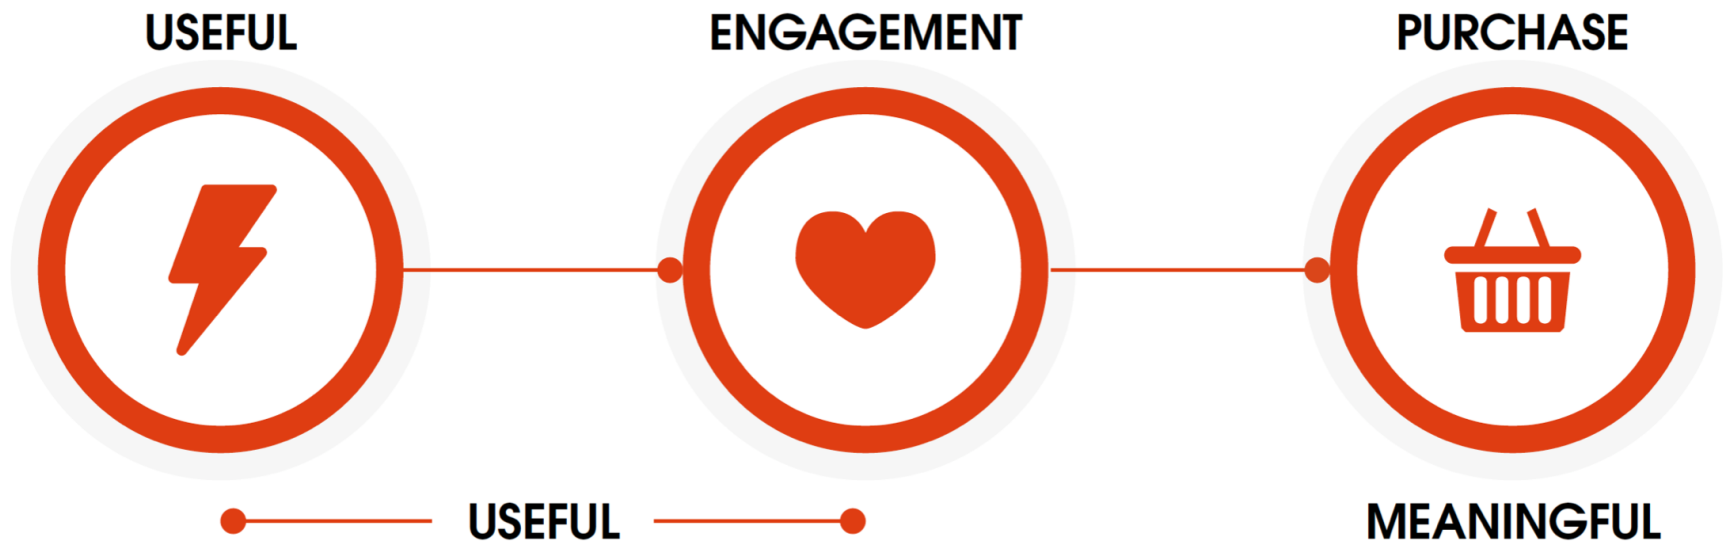 USEFUL
ENGAGEMENT
PURCHASE
USEFUL
MEANINGFUL